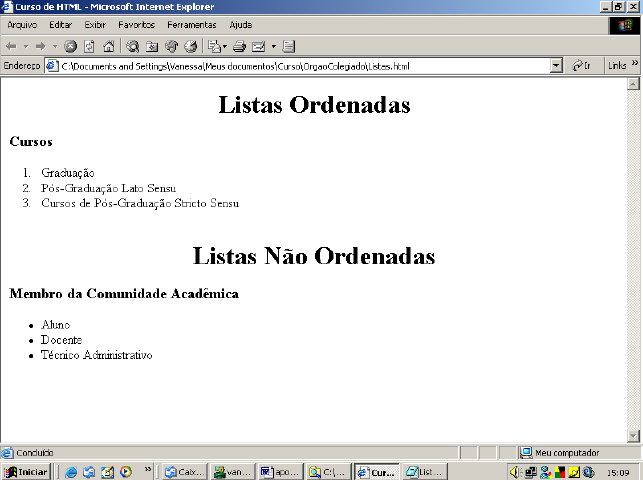 Curso de HTML - Microsoft Internet Explorer
Arquivo Editar Exibir Favoritos Ferramentas Ajuda
Endereço C:\Documents and Settings\Vanessa\Meus documentos\Curso\OrgaoColegiado\Listes.html Ir Links »
Listas Ordenadas
Cursos
1. Graduação
2. Pós-Graduação Lato Sensu
3. Cursos de Pós-Graduação Stricto Sensu
Listas Não Ordenadas
Membro da Comunidade Acadêmica
• Aluno
• Docente
• Técnico Administrativo
Concluído Meu computador
Iniciar » Caix... van... apo... C:\... Cur... List... 15:09